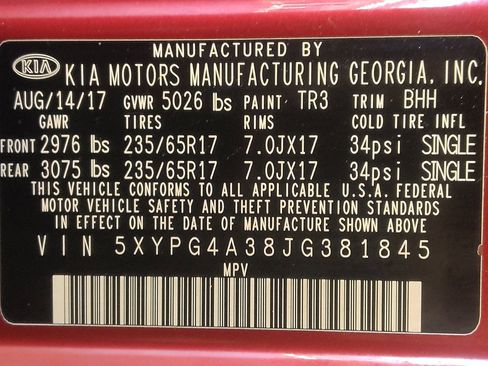 MANUFACTURED BY
KIA KIA MOTORS MANUFACTURING GEORGIA, INC.
AUG/14/17 GVWR 5026 lbs PAINT TR3 TRIM BHH
GAWR TIRES RIMS COLD TIRE INFL
FRONT 2976 lbs 235/65R17 7.0JX17 34psi SINGLE
REAR 3075 lbs 235/65R17 7.0JX17 34psi SINGLE
THIS VEHICLE CONFORMS TO ALL APPLICABLE U.S.A. FEDERAL
MOTOR VEHICLE SAFETY AND THEFT PREVENTION STANDARDS
IN EFFECT ON THE DATE OF MANUFACTURE SHOWN ABOVE
VIN 5XYPG4A38JG381845
MPV